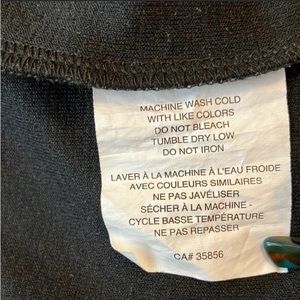 MACHINE WASH COLD
WITH LIKE COLORS
DO NOT BLEACH
TUMBLE DRY LOW
DO NOT IRON
LAVER À LA MACHINE À L'EAU FROIDE
AVEC COULEURS SIMILAIRES
NE PAS JAVÉLISER
SÉCHER À LA MACHINE -
CYCLE BASSE TEMPÉRATURE
NE PAS REPASSER
CA# 35856